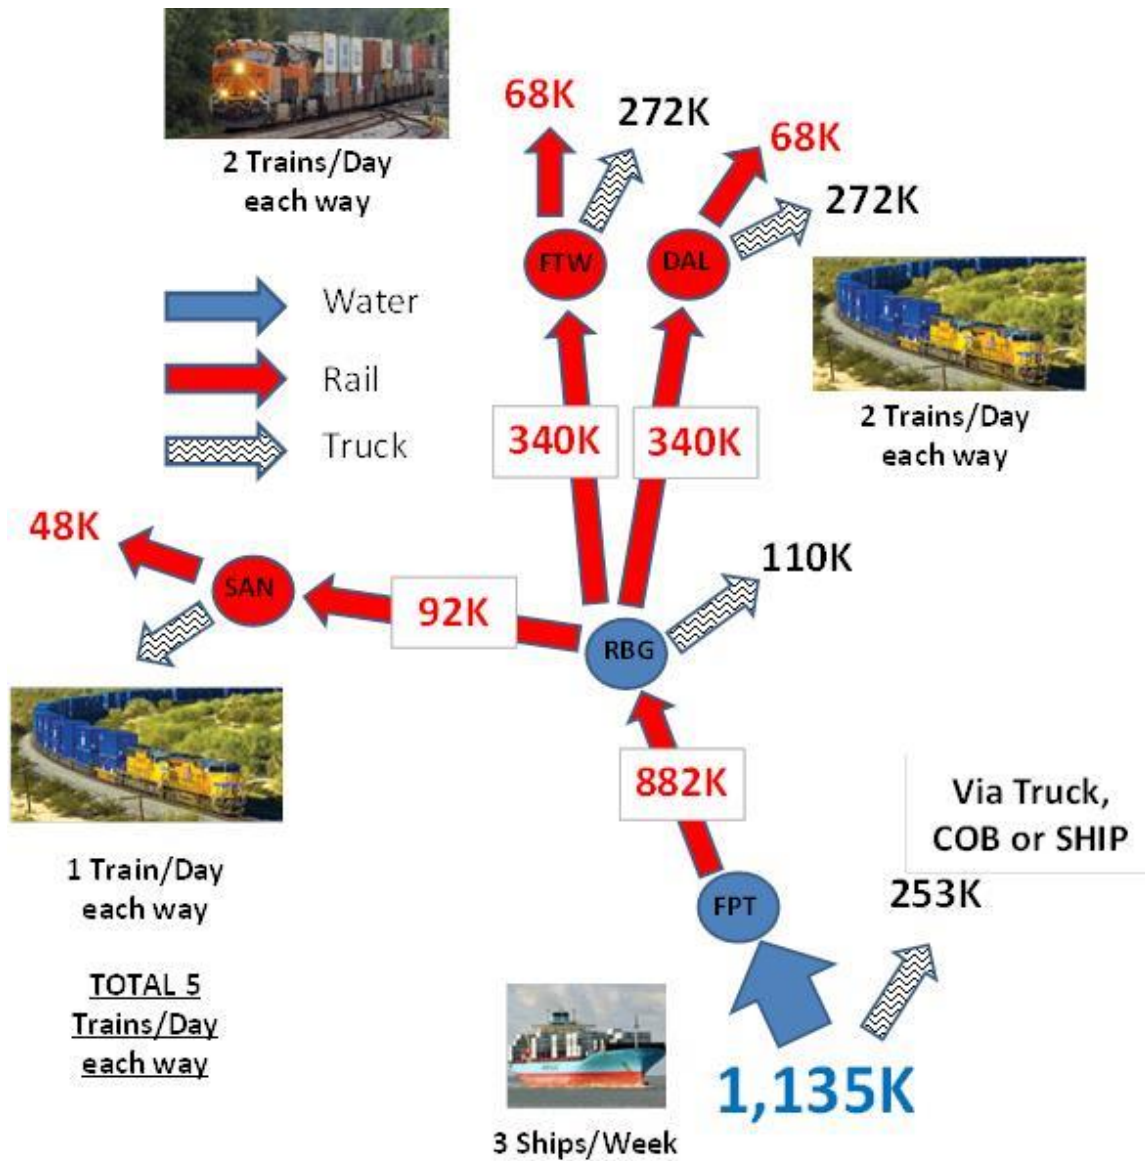 68K
272K
68K
272K
2 Trains/Day
each way
FTW
DAL
Water
Rail
Truck
2 Trains/Day
each way
340K
340K
48K
SAN
92K
110K
RBG
882K
Via Truck,
COB or SHIP
253K
1 Train/Day
each way
FPT
TOTAL 5
Trains/Day
each way
1,135K
3 Ships/Week